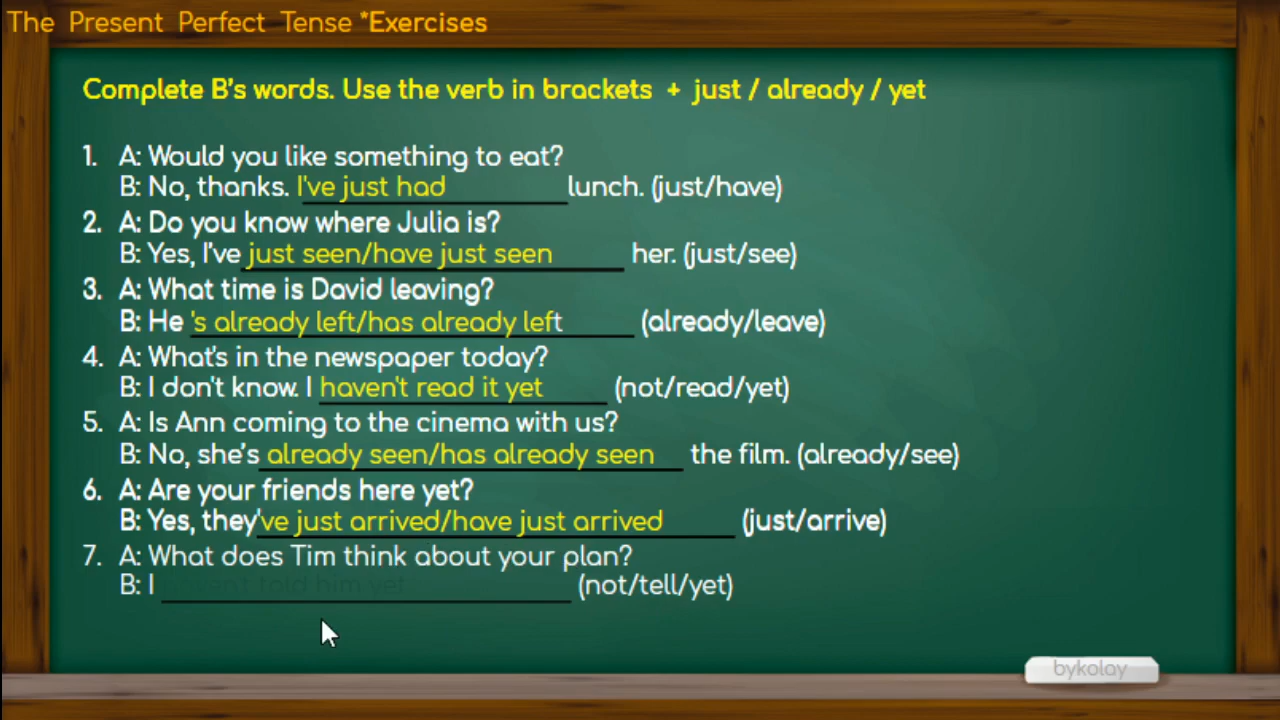 The Present Perfect Tense *Exercises
Complete B's words. Use the verb in brackets + just / already / yet
1. A: Would you like something to eat?
B: No, thanks. I've just had lunch. (just/have)
2. A: Do you know where Julia is?
B: Yes, I've just seen/have just seen her. (just/see)
3. A: What time is David leaving?
B: He 's already left/has already left (already/leave)
4. A: What's in the newspaper today?
B: I don't know. I haven't read it yet (not/read/yet)
5. A: Is Ann coming to the cinema with us?
B: No, she's already seen/has already seen the film. (already/see)
6. A: Are your friends here yet?
B: Yes, they've just arrived/have just arrived (just/arrive)
7. A: What does Tim think about your plan?
B: I told him yet (not/tell/yet)
bykolay